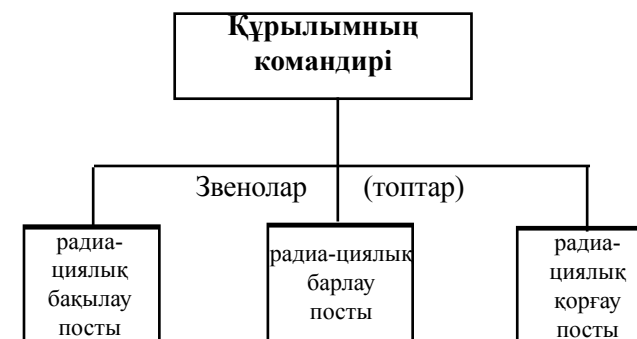 Құрылымның
командирі
Звенолар (топтар)
радиа-
циялық
бақылау
посты
радиа-циялық
барлау
посты
радиа-
циялық
қорғау
посты